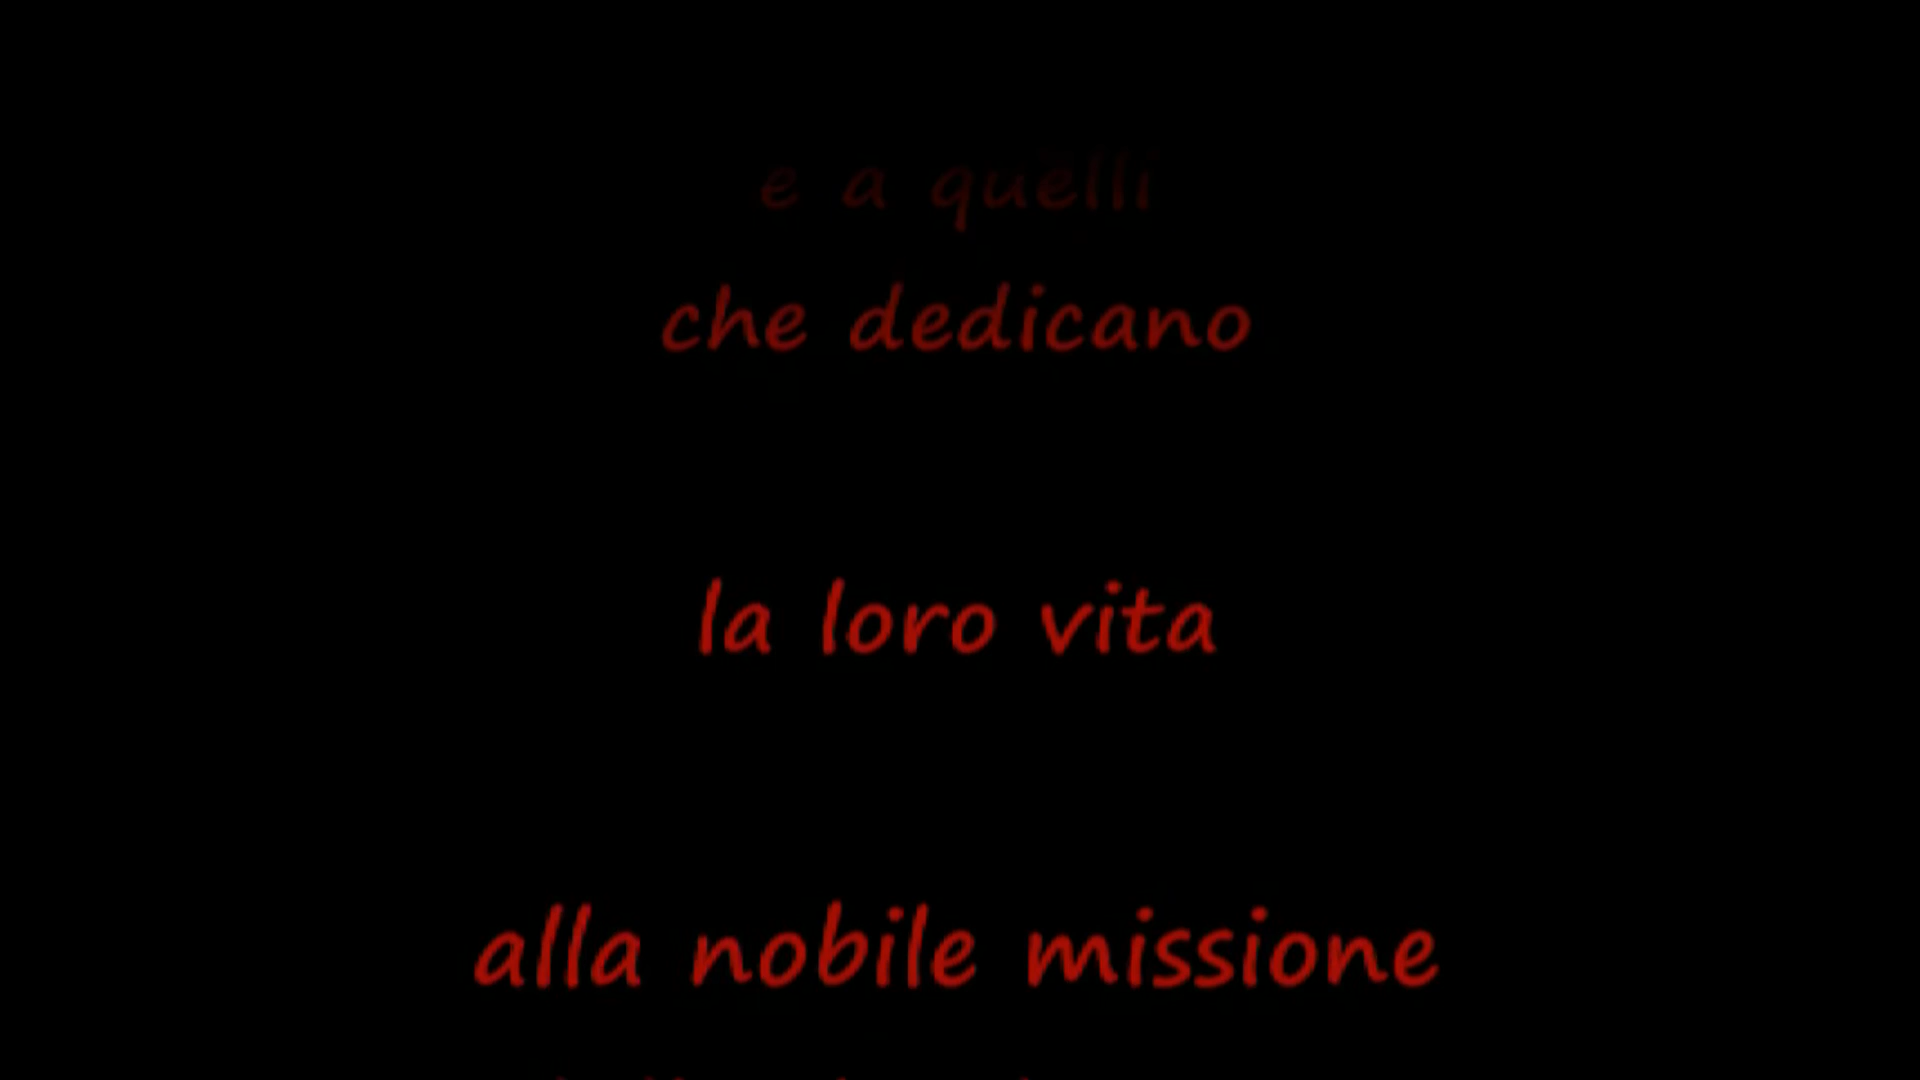 e a quelli
che dedicano
la loro vita
alla nobile missione